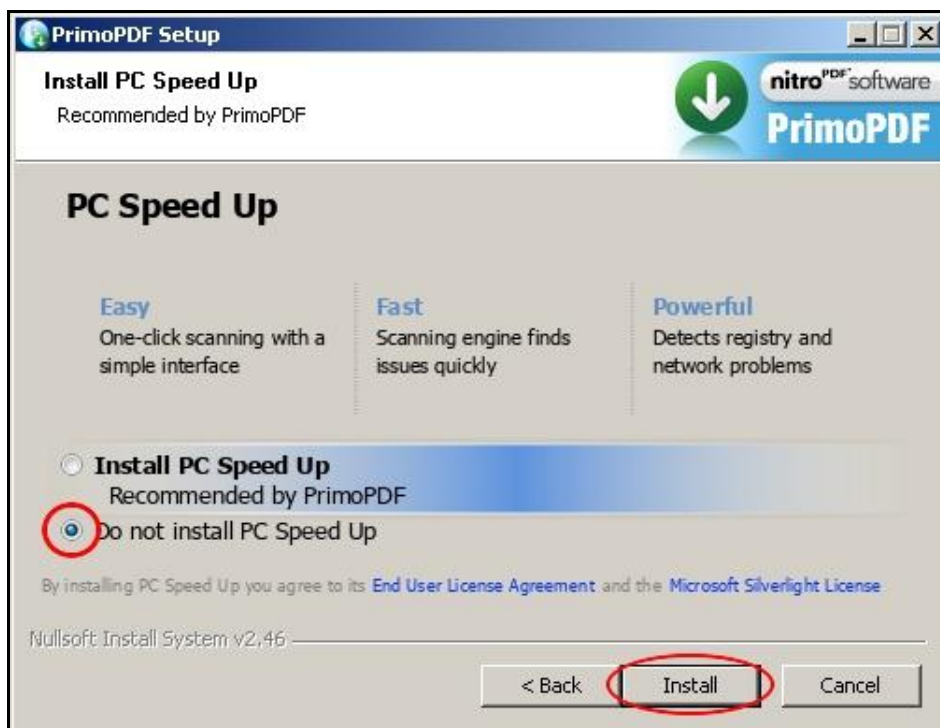 PrimoPDF Setup
Install PC Speed Up
Recommended by PrimoPDF
nitroPDF software
PrimoPDF
PC Speed Up
Easy
One-click scanning with a
simple interface
Fast
Scanning engine finds
issues quickly
Powerful
Detects registry and
network problems
Install PC Speed Up
Recommended by PrimoPDF
Do not install PC Speed Up
By installing PC Speed Up you agree to its End User License Agreement and the Microsoft Silverlight License
Nullsoft Install System v2.46
< Back Install Cancel